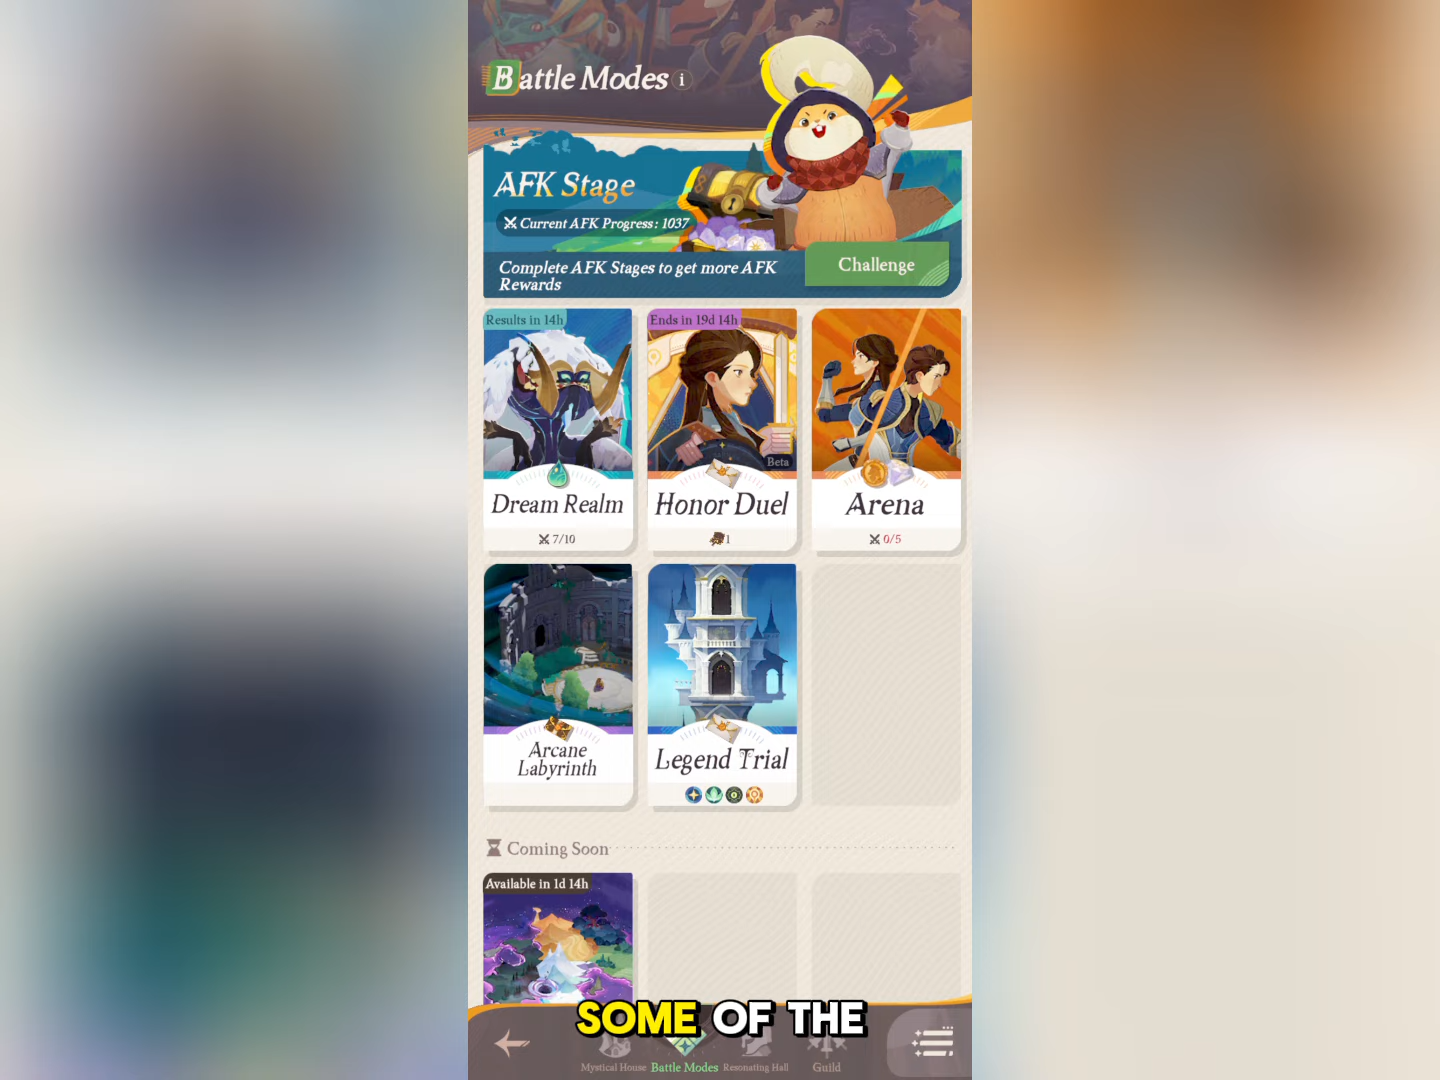 Battle Modes i
AFK Stage
Current AFK Progress: 1037
Complete AFK Stages to get more AFK
Rewards
Challenge
Results in 14h
Ends in 19d 14h
Beta
Dream Realm
Honor Duel
Arena
7/10
1
0/5
Arcane
Labyrinth
Legend Trial
Coming Soon
Available in 1d 14h
SOME OF THE
Mystical House
Battle Modes
Resonating Hall
Guild